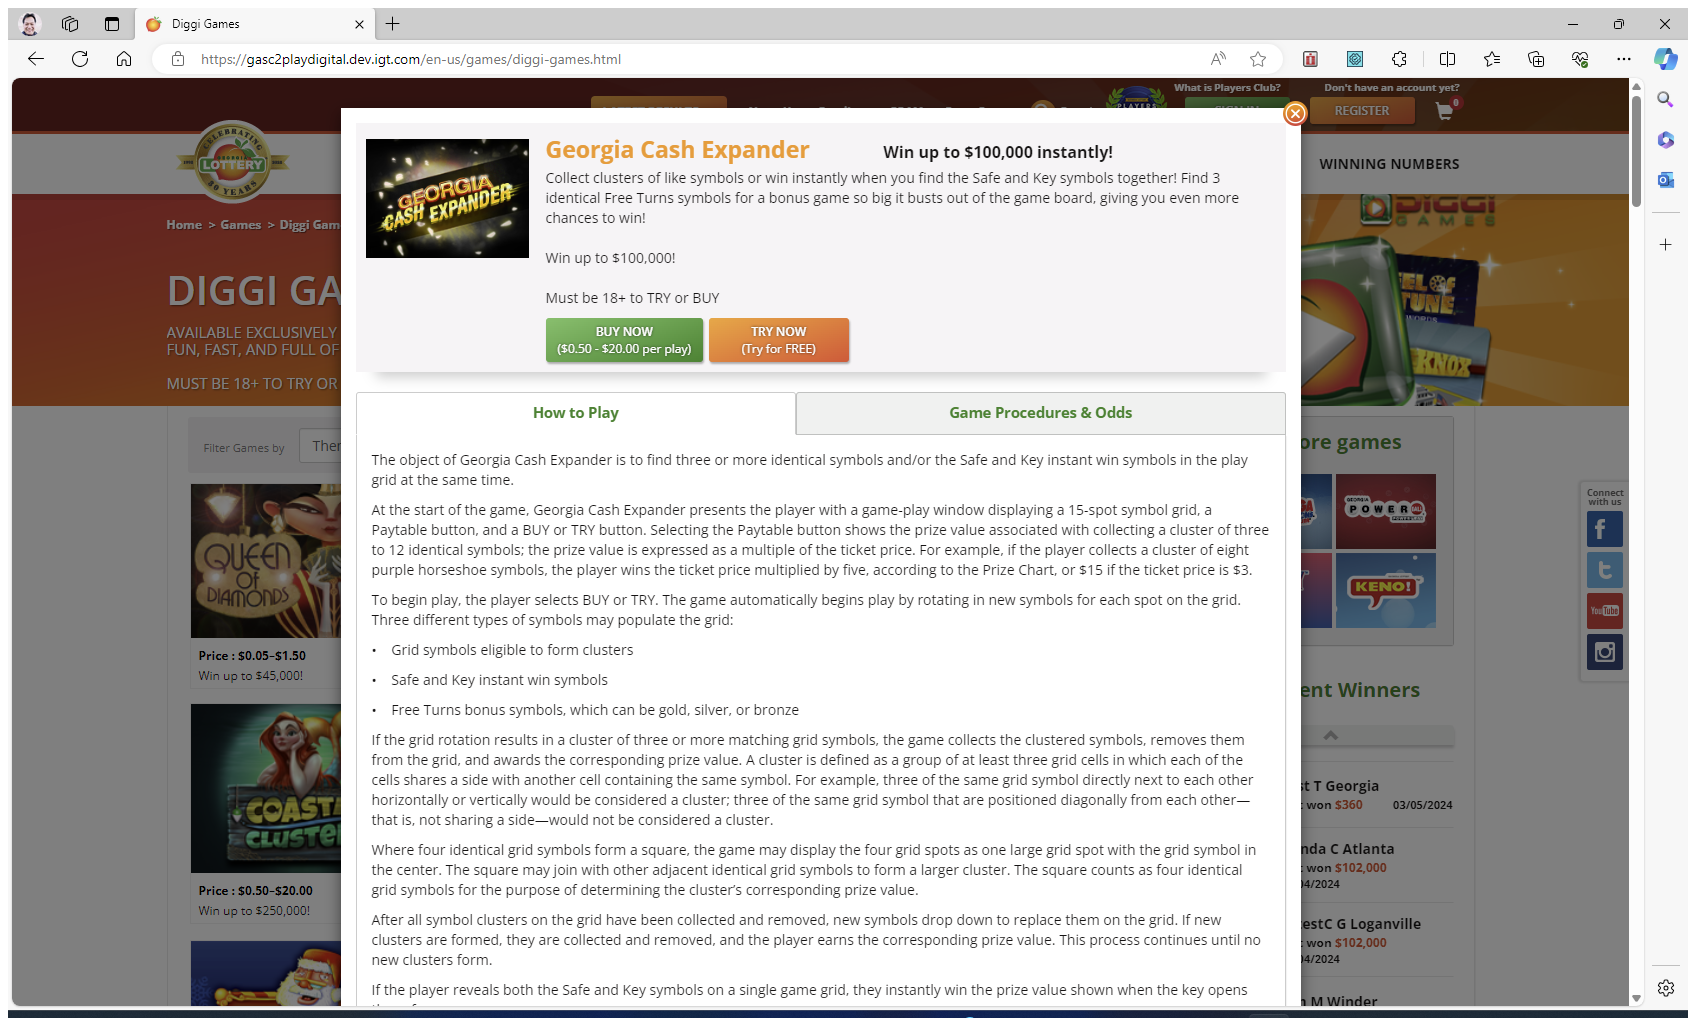 Diggi Games
https://gasc2playdigital.dev.igt.com/en-us/games/diggi-games.html
What is Players Club?
Don't have an account yet?
PLAYERS
REGISTER
0
CELEBRATING
LOTTERY
30 YEARS
WINNING NUMBERS
Home > Games > Diggi Gam
DIGGI GA
AVAILABLE EXCLUSIVELY
FUN, FAST, AND FULL OF
MUST BE 18+ TO TRY OR
DIGGI
GAMES
KNOX
GEORGIA
CASH EXPANDER
Georgia Cash Expander
Win up to $100,000 instantly!
Collect clusters of like symbols or win instantly when you find the Safe and Key symbols together! Find 3
identical Free Turns symbols for a bonus game so big it busts out of the game board, giving you even more
chances to win!
Win up to $100,000!
Must be 18+ to TRY or BUY
BUY NOW
($0.50 - $20.00 per play)
TRY NOW
(Try for FREE)
How to Play
Game Procedures & Odds
The object of Georgia Cash Expander is to find three or more identical symbols and/or the Safe and Key instant win symbols in the play
grid at the same time.
At the start of the game, Georgia Cash Expander presents the player with a game-play window displaying a 15-spot symbol grid, a
Paytable button, and a BUY or TRY button. Selecting the Paytable button shows the prize value associated with collecting a cluster of three
to 12 identical symbols; the prize value is expressed as a multiple of the ticket price. For example, if the player collects a cluster of eight
purple horseshoe symbols, the player wins the ticket price multiplied by five, according to the Prize Chart, or $15 if the ticket price is $3.
To begin play, the player selects BUY or TRY. The game automatically begins play by rotating in new symbols for each spot on the grid.
Three different types of symbols may populate the grid:
• Grid symbols eligible to form clusters
• Safe and Key instant win symbols
• Free Turns bonus symbols, which can be gold, silver, or bronze
If the grid rotation results in a cluster of three or more matching grid symbols, the game collects the clustered symbols, removes them
from the grid, and awards the corresponding prize value. A cluster is defined as a group of at least three grid cells in which each of the
cells shares a side with another cell containing the same symbol. For example, three of the same grid symbol directly next to each other
horizontally or vertically would be considered a cluster; three of the same grid symbol that are positioned diagonally from each other—
that is, not sharing a side—would not be considered a cluster.
Where four identical grid symbols form a square, the game may display the four grid spots as one large grid spot with the grid symbol in
the center. The square may join with other adjacent identical grid symbols to form a larger cluster. The square counts as four identical
grid symbols for the purpose of determining the cluster's corresponding prize value.
After all symbol clusters on the grid have been collected and removed, new symbols drop down to replace them on the grid. If new
clusters are formed, they are collected and removed, and the player earns the corresponding prize value. This process continues until no
new clusters form.
If the player reveals both the Safe and Key symbols on a single game grid, they instantly win the prize value shown when the key opens
Filter Games by
Ther
QUEEN
OF
DIAMONDS
Price : $0.05–$1.50
Win up to $45,000!
COASTA
CLUSTER
Price : $0.50–$20.00
Win up to $250,000!
ore games
GEORGIA
POWERBALL
KENO!
Connect
with us
YouTube
ent Winners
st T Georgia
t won $360
03/05/2024
nda C Atlanta
t won $102,000
04/2024
estC G Loganville
t won $102,000
04/2024
n M Winder